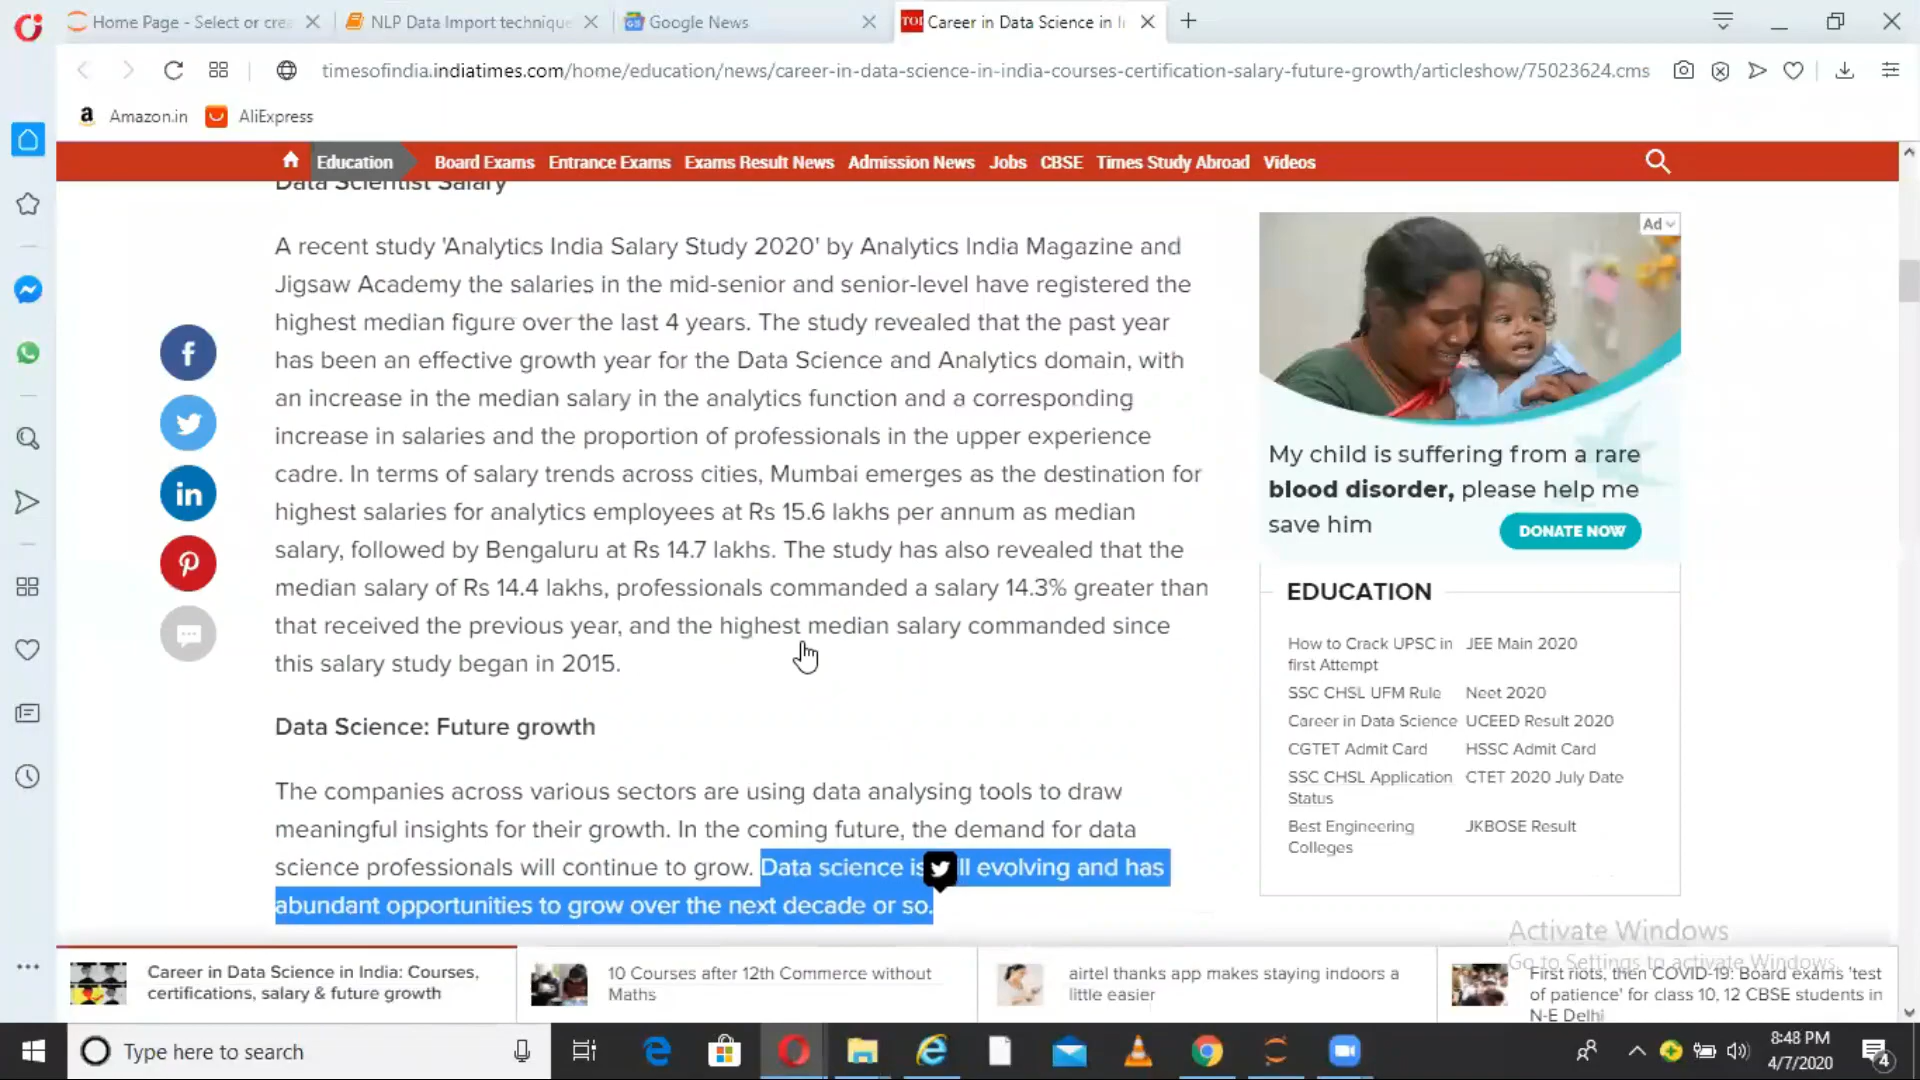 Home Page - Select or crea
NLP Data Import technique
Google News
TOI
Career in Data Science in I
timesofindia.indiatimes.com/home/education/news/career-in-data-science-in-india-courses-certification-salary-future-growth/articleshow/75023624.cms
Amazon.in
AliExpress
Education
Board Exams
Entrance Exams
Exams Result News
Admission News
Jobs
CBSE
Times Study Abroad
Videos
Data Scientist Salary
A recent study 'Analytics India Salary Study 2020' by Analytics India Magazine and
Jigsaw Academy the salaries in the mid-senior and senior-level have registered the
highest median figure over the last 4 years. The study revealed that the past year
has been an effective growth year for the Data Science and Analytics domain, with
an increase in the median salary in the analytics function and a corresponding
increase in salaries and the proportion of professionals in the upper experience
cadre. In terms of salary trends across cities, Mumbai emerges as the destination for
highest salaries for analytics employees at Rs 15.6 lakhs per annum as median
salary, followed by Bengaluru at Rs 14.7 lakhs. The study has also revealed that the
median salary of Rs 14.4 lakhs, professionals commanded a salary 14.3% greater than
that received the previous year, and the highest median salary commanded since
this salary study began in 2015.
Data Science: Future growth
The companies across various sectors are using data analysing tools to draw
meaningful insights for their growth. In the coming future, the demand for data
science professionals will continue to grow. Data science is ll evolving and has
abundant opportunities to grow over the next decade or so.
Ad
My child is suffering from a rare
blood disorder, please help me
save him
DONATE NOW
EDUCATION
How to Crack UPSC in
first Attempt
JEE Main 2020
SSC CHSL UFM Rule
Neet 2020
Career in Data Science
UCEED Result 2020
CGTET Admit Card
HSSC Admit Card
SSC CHSL Application
Status
CTET 2020 July Date
Best Engineering
Colleges
JKBOSE Result
Activate Windows
Go to Settings to activate Windows.
Career in Data Science in India: Courses,
certifications, salary & future growth
10 Courses after 12th Commerce without
Maths
airtel thanks app makes staying indoors a
little easier
First riots, then COVID-19: Board exams 'test
of patience' for class 10, 12 CBSE students in
N-E Delhi
Type here to search
8:48 PM
4/7/2020
4